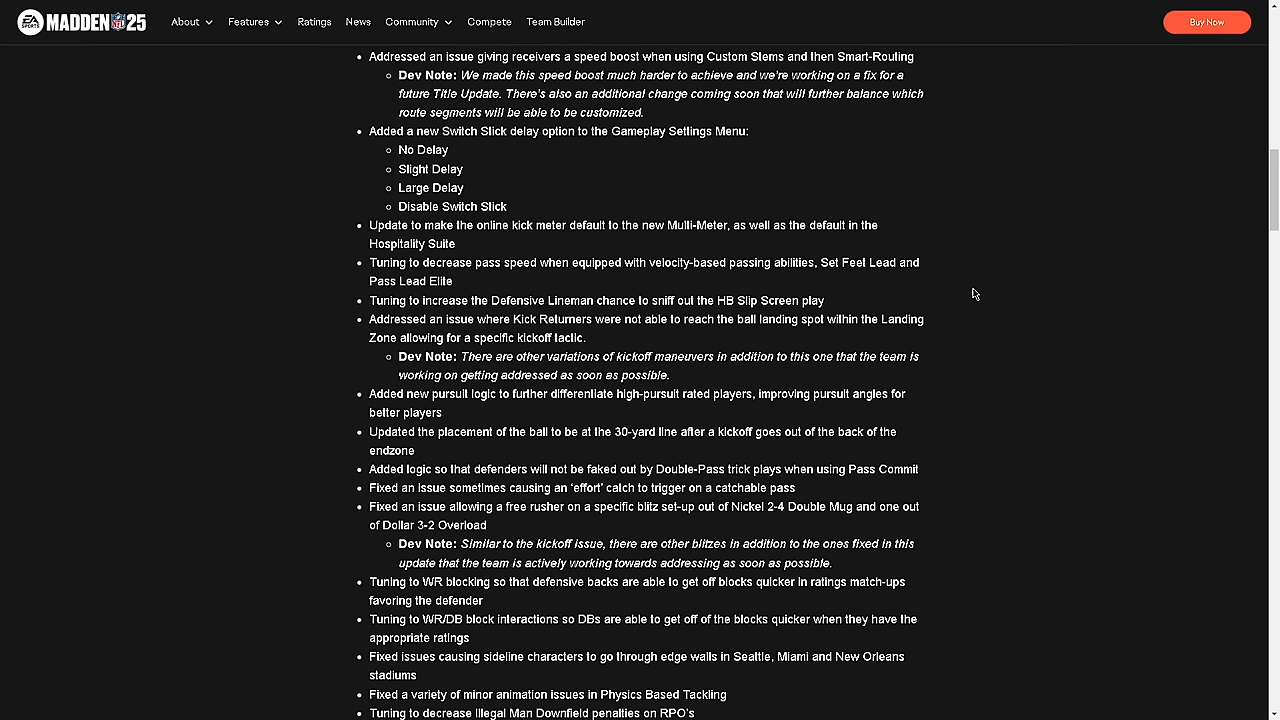 EA SPORTS MADDEN NFL 25 About Features Ratings News Community Compete Team Builder Buy Now
• Addressed an issue giving receivers a speed boost when using Custom Stems and then Smart-Routing
○ Dev Note: We made this speed boost much harder to achieve and we're working on a fix for a
future Title Update. There's also an additional change coming soon that will further balance which
route segments will be able to be customized.
• Added a new Switch Stick delay option to the Gameplay Settings Menu:
○ No Delay
○ Slight Delay
○ Large Delay
○ Disable Switch Stick
• Update to make the online kick meter default to the new Multi-Meter, as well as the default in the
Hospitality Suite
• Tuning to decrease pass speed when equipped with velocity-based passing abilities, Set Feet Lead and
Pass Lead Elite
• Tuning to increase the Defensive Lineman chance to sniff out the HB Slip Screen play
• Addressed an issue where Kick Returners were not able to reach the ball landing spot within the Landing
Zone allowing for a specific kickoff tactic.
○ Dev Note: There are other variations of kickoff maneuvers in addition to this one that the team is
working on getting addressed as soon as possible.
• Added new pursuit logic to further differentiate high-pursuit rated players, improving pursuit angles for
better players
• Updated the placement of the ball to be at the 30-yard line after a kickoff goes out of the back of the
endzone
• Added logic so that defenders will not be faked out by Double-Pass trick plays when using Pass Commit
• Fixed an issue sometimes causing an 'effort' catch to trigger on a catchable pass
• Fixed an issue allowing a free rusher on a specific blitz set-up out of Nickel 2-4 Double Mug and one out
of Dollar 3-2 Overload
○ Dev Note: Similar to the kickoff issue, there are other blitzes in addition to the ones fixed in this
update that the team is actively working towards addressing as soon as possible.
• Tuning to WR blocking so that defensive backs are able to get off blocks quicker in ratings match-ups
favoring the defender
• Tuning to WR/DB block interactions so DBs are able to get off of the blocks quicker when they have the
appropriate ratings
• Fixed issues causing sideline characters to go through edge walls in Seattle, Miami and New Orleans
stadiums
• Fixed a variety of minor animation issues in Physics Based Tackling
• Tuning to decrease Illegal Man Downfield penalties on RPO's